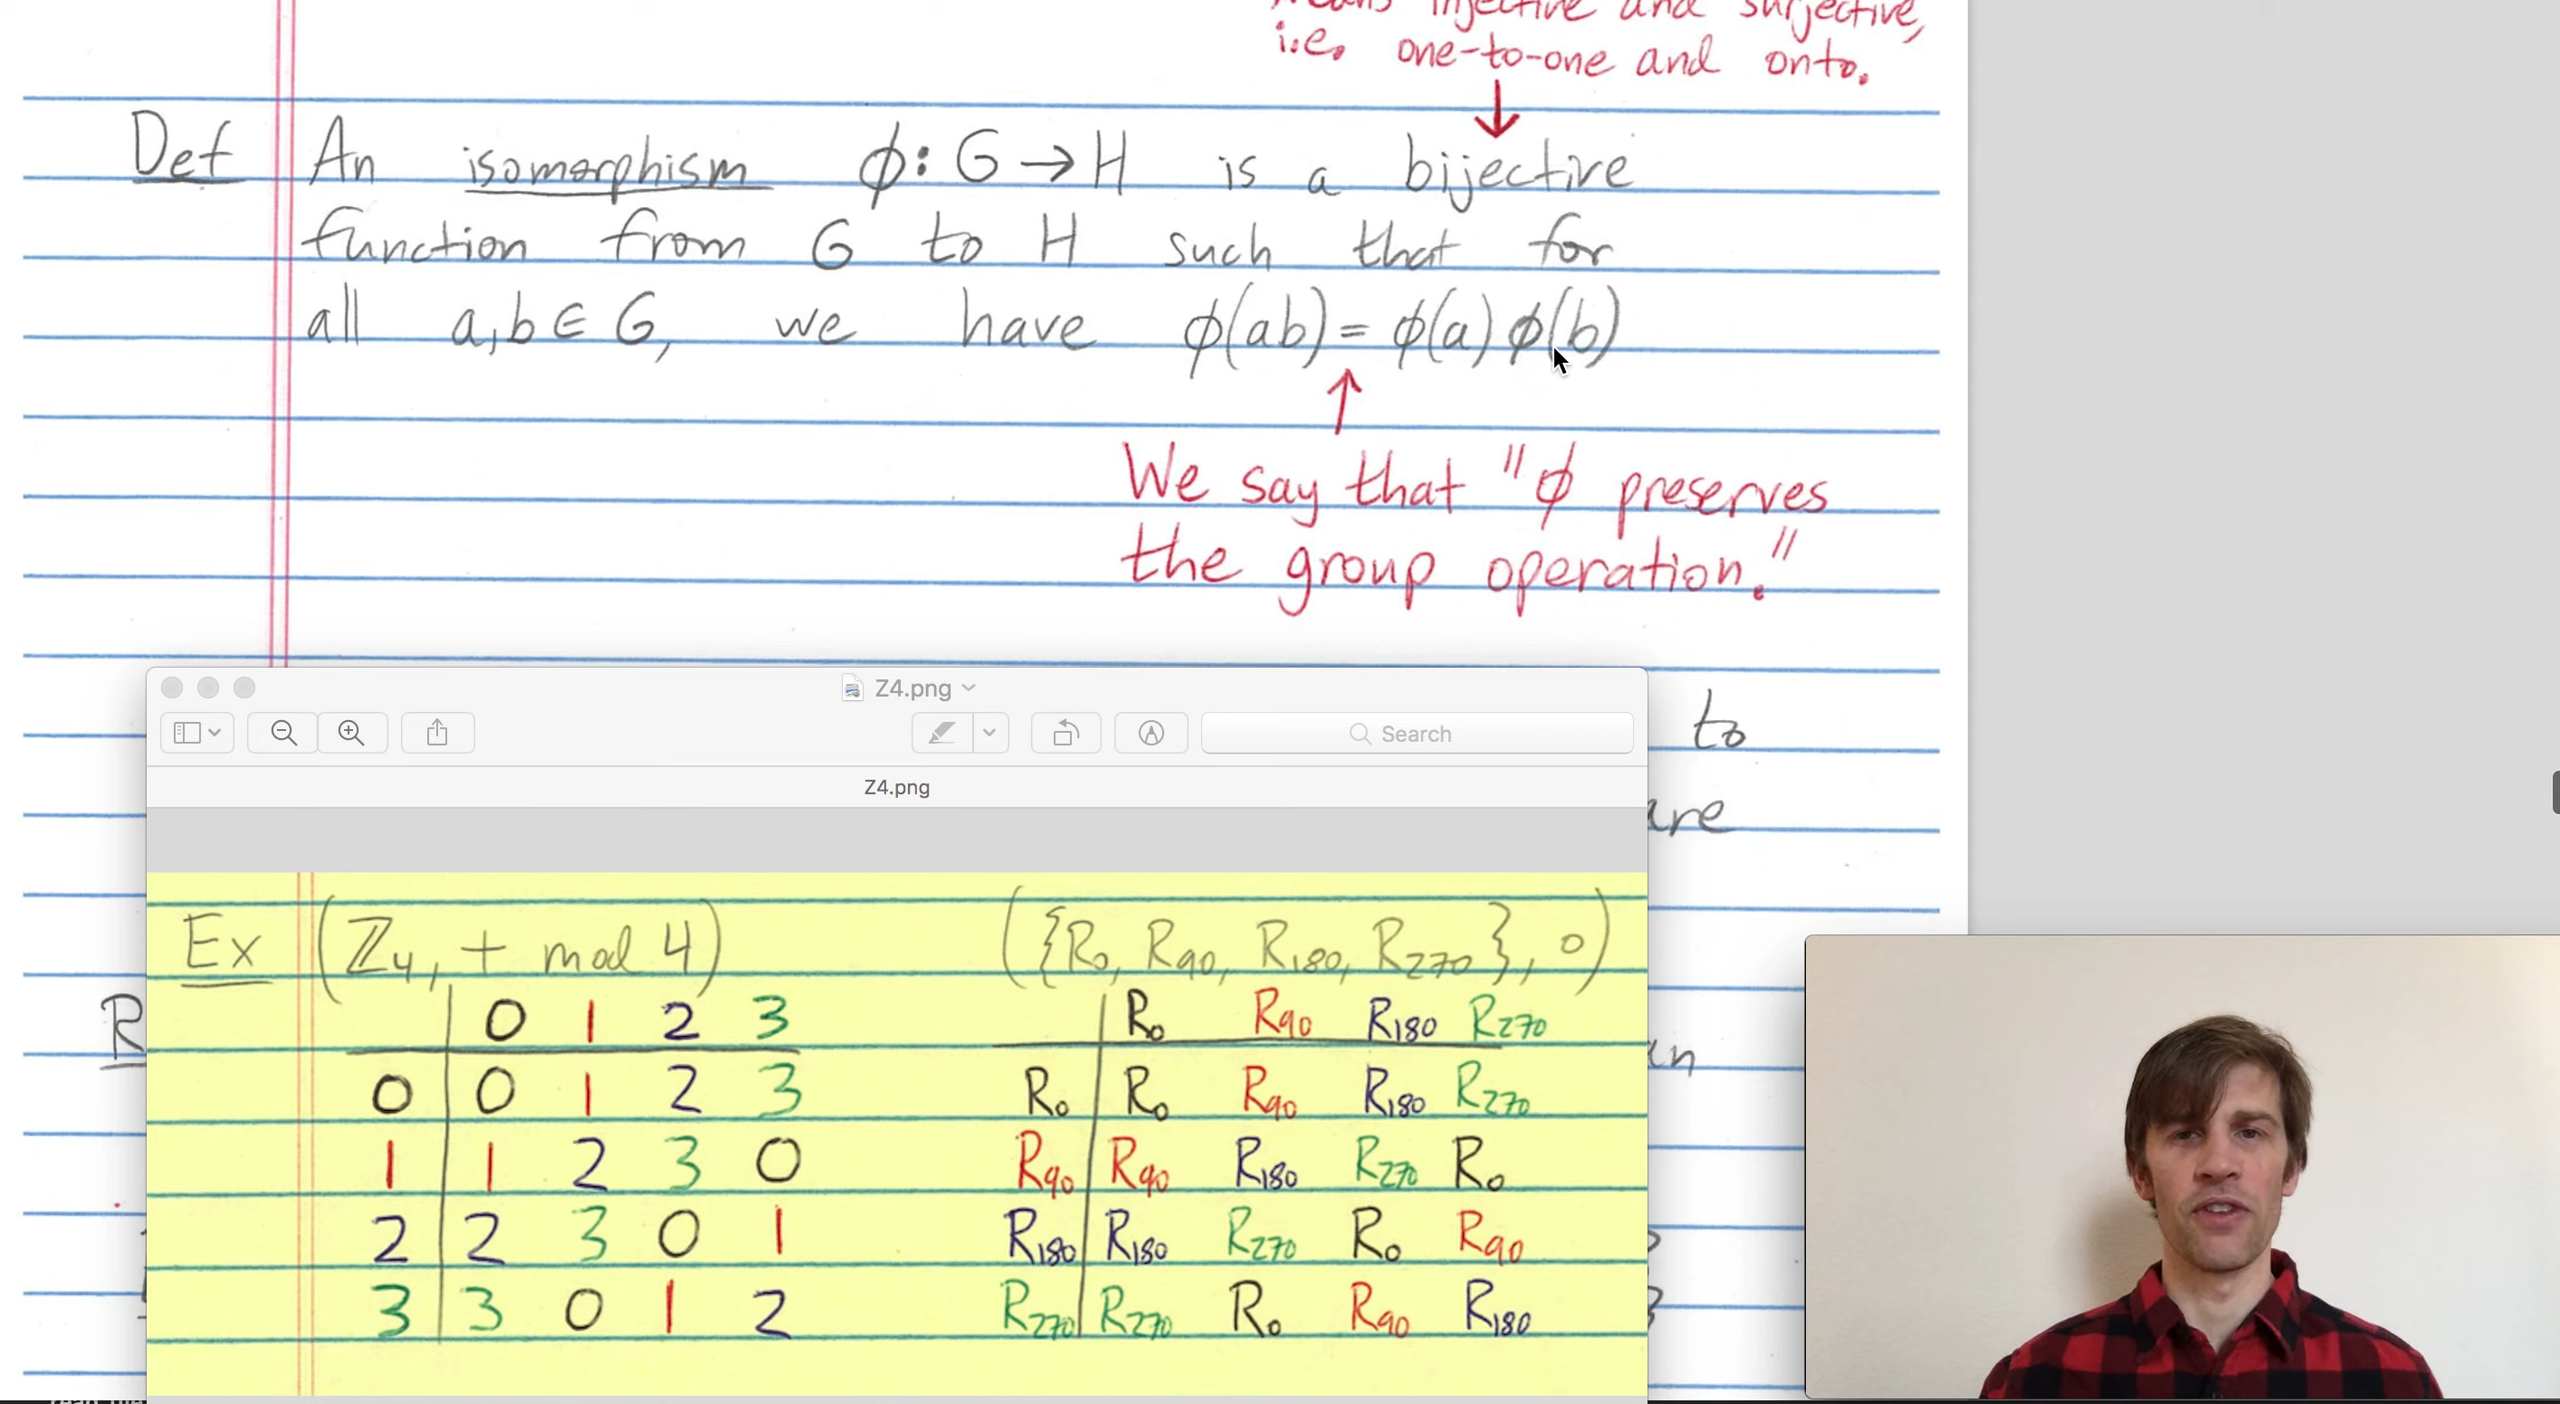 means injective and surjective,
i.e. one-to-one and onto.
Def An isomorphism ϕ: G → H is a bijective
function from G to H such that for
all a,b ∈ G, we have ϕ(ab) = ϕ(a) ϕ(b)
We say that "ϕ preserves
the group operation."
to
are
Z4.png
Search
Z4.png
Ex (ℤ₄, + mod 4) ({R₀, R₉₀, R₁₈₀, R₂₇₀}, ∘)
0 1 2 3 R₀ R₉₀ R₁₈₀ R₂₇₀
0 0 1 2 3 R₀ R₀ R₉₀ R₁₈₀ R₂₇₀
1 1 2 3 0 R₉₀ R₉₀ R₁₈₀ R₂₇₀ R₀
2 2 3 0 1 R₁₈₀ R₁₈₀ R₂₇₀ R₀ R₉₀
3 3 0 1 2 R₂₇₀ R₂₇₀ R₀ R₉₀ R₁₈₀